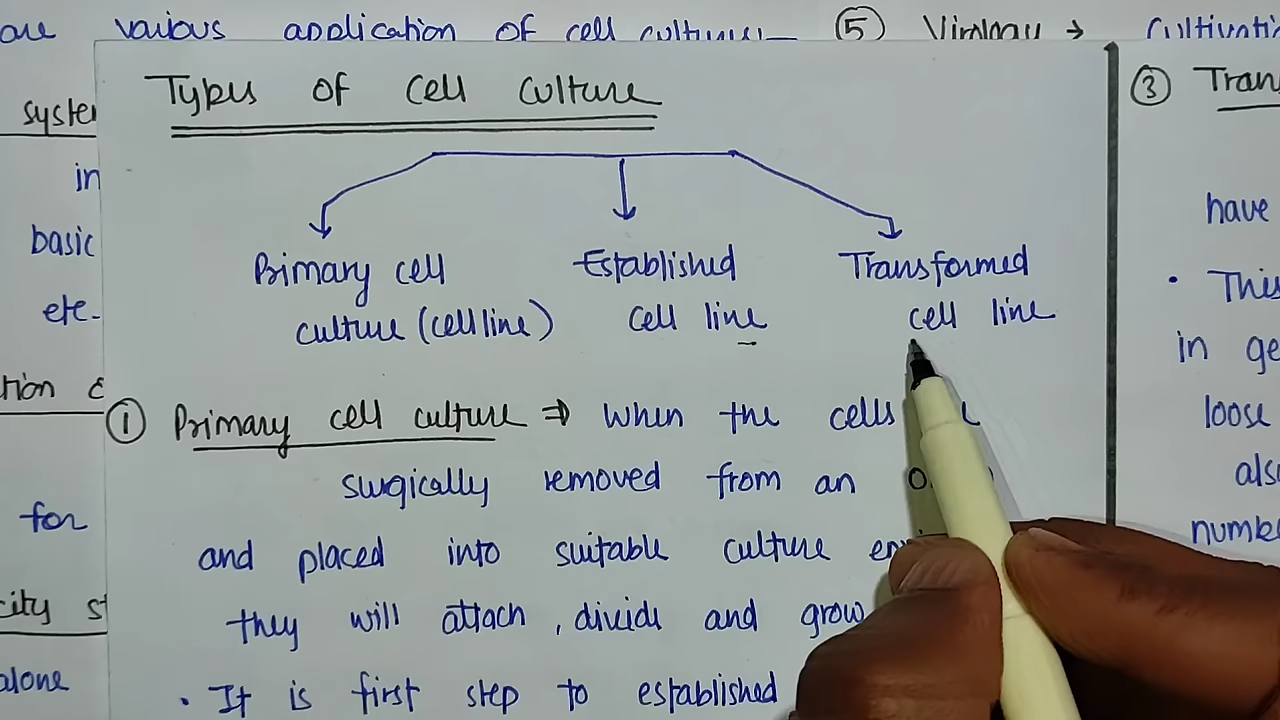 are various application of cell cultures ⑤ Virology → Cultivati
Types of cell culture
Primary cell culture (cell line)
Established cell line
Transformed cell line
① Primary cell culture ⇒ When the cells
surgically removed from an
and placed into suitable culture
they will attach, divide and grow
• It is first step to established
syste
in
basic
etc.
for
city
alone
③ Tran
have
• This
in ge
loose
also
numbe